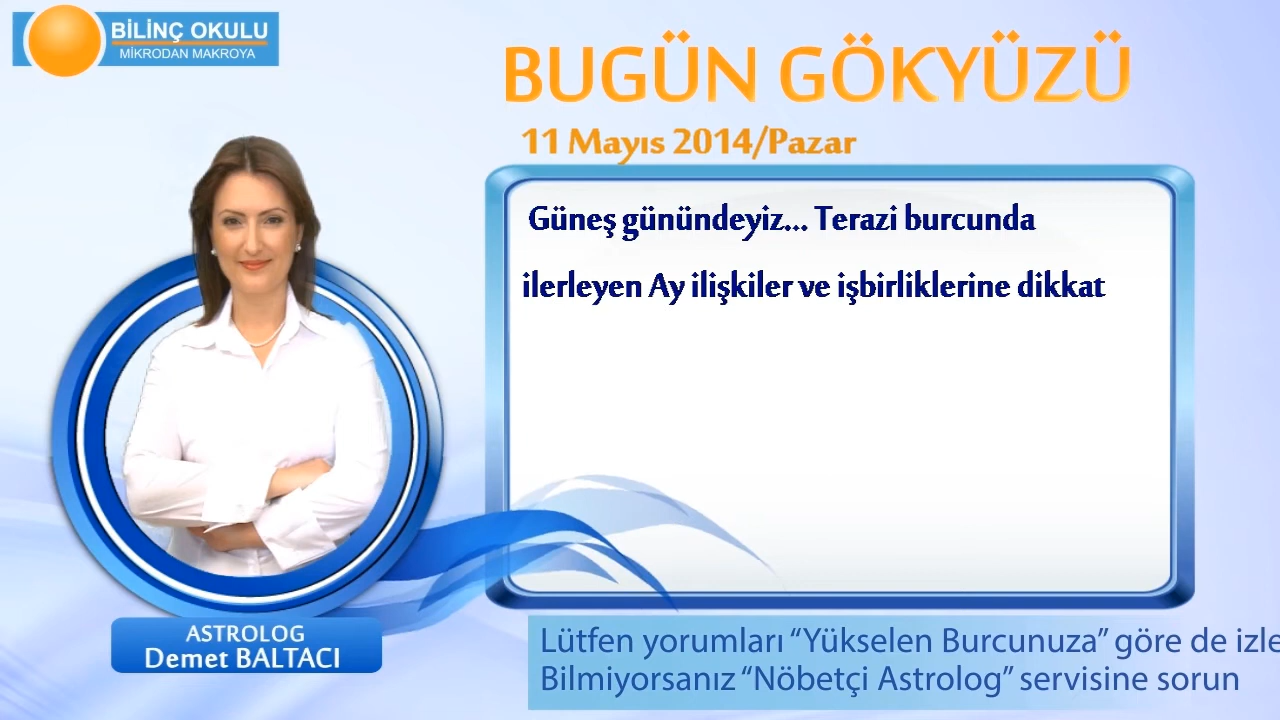 BİLİNÇ OKULU
MİKRODAN MAKROYA
BUGÜN GÖKYÜZÜ
11 Mayıs 2014/Pazar
Güneş günündeyiz... Terazi burcunda
ilerleyen Ay ilişkiler ve işbirliklerine dikkat
ASTROLOG
Demet BALTACI
Lütfen yorumları “Yükselen Burcunuza” göre de izle
Bilmiyorsanız “Nöbetçi Astrolog” servisine sorun